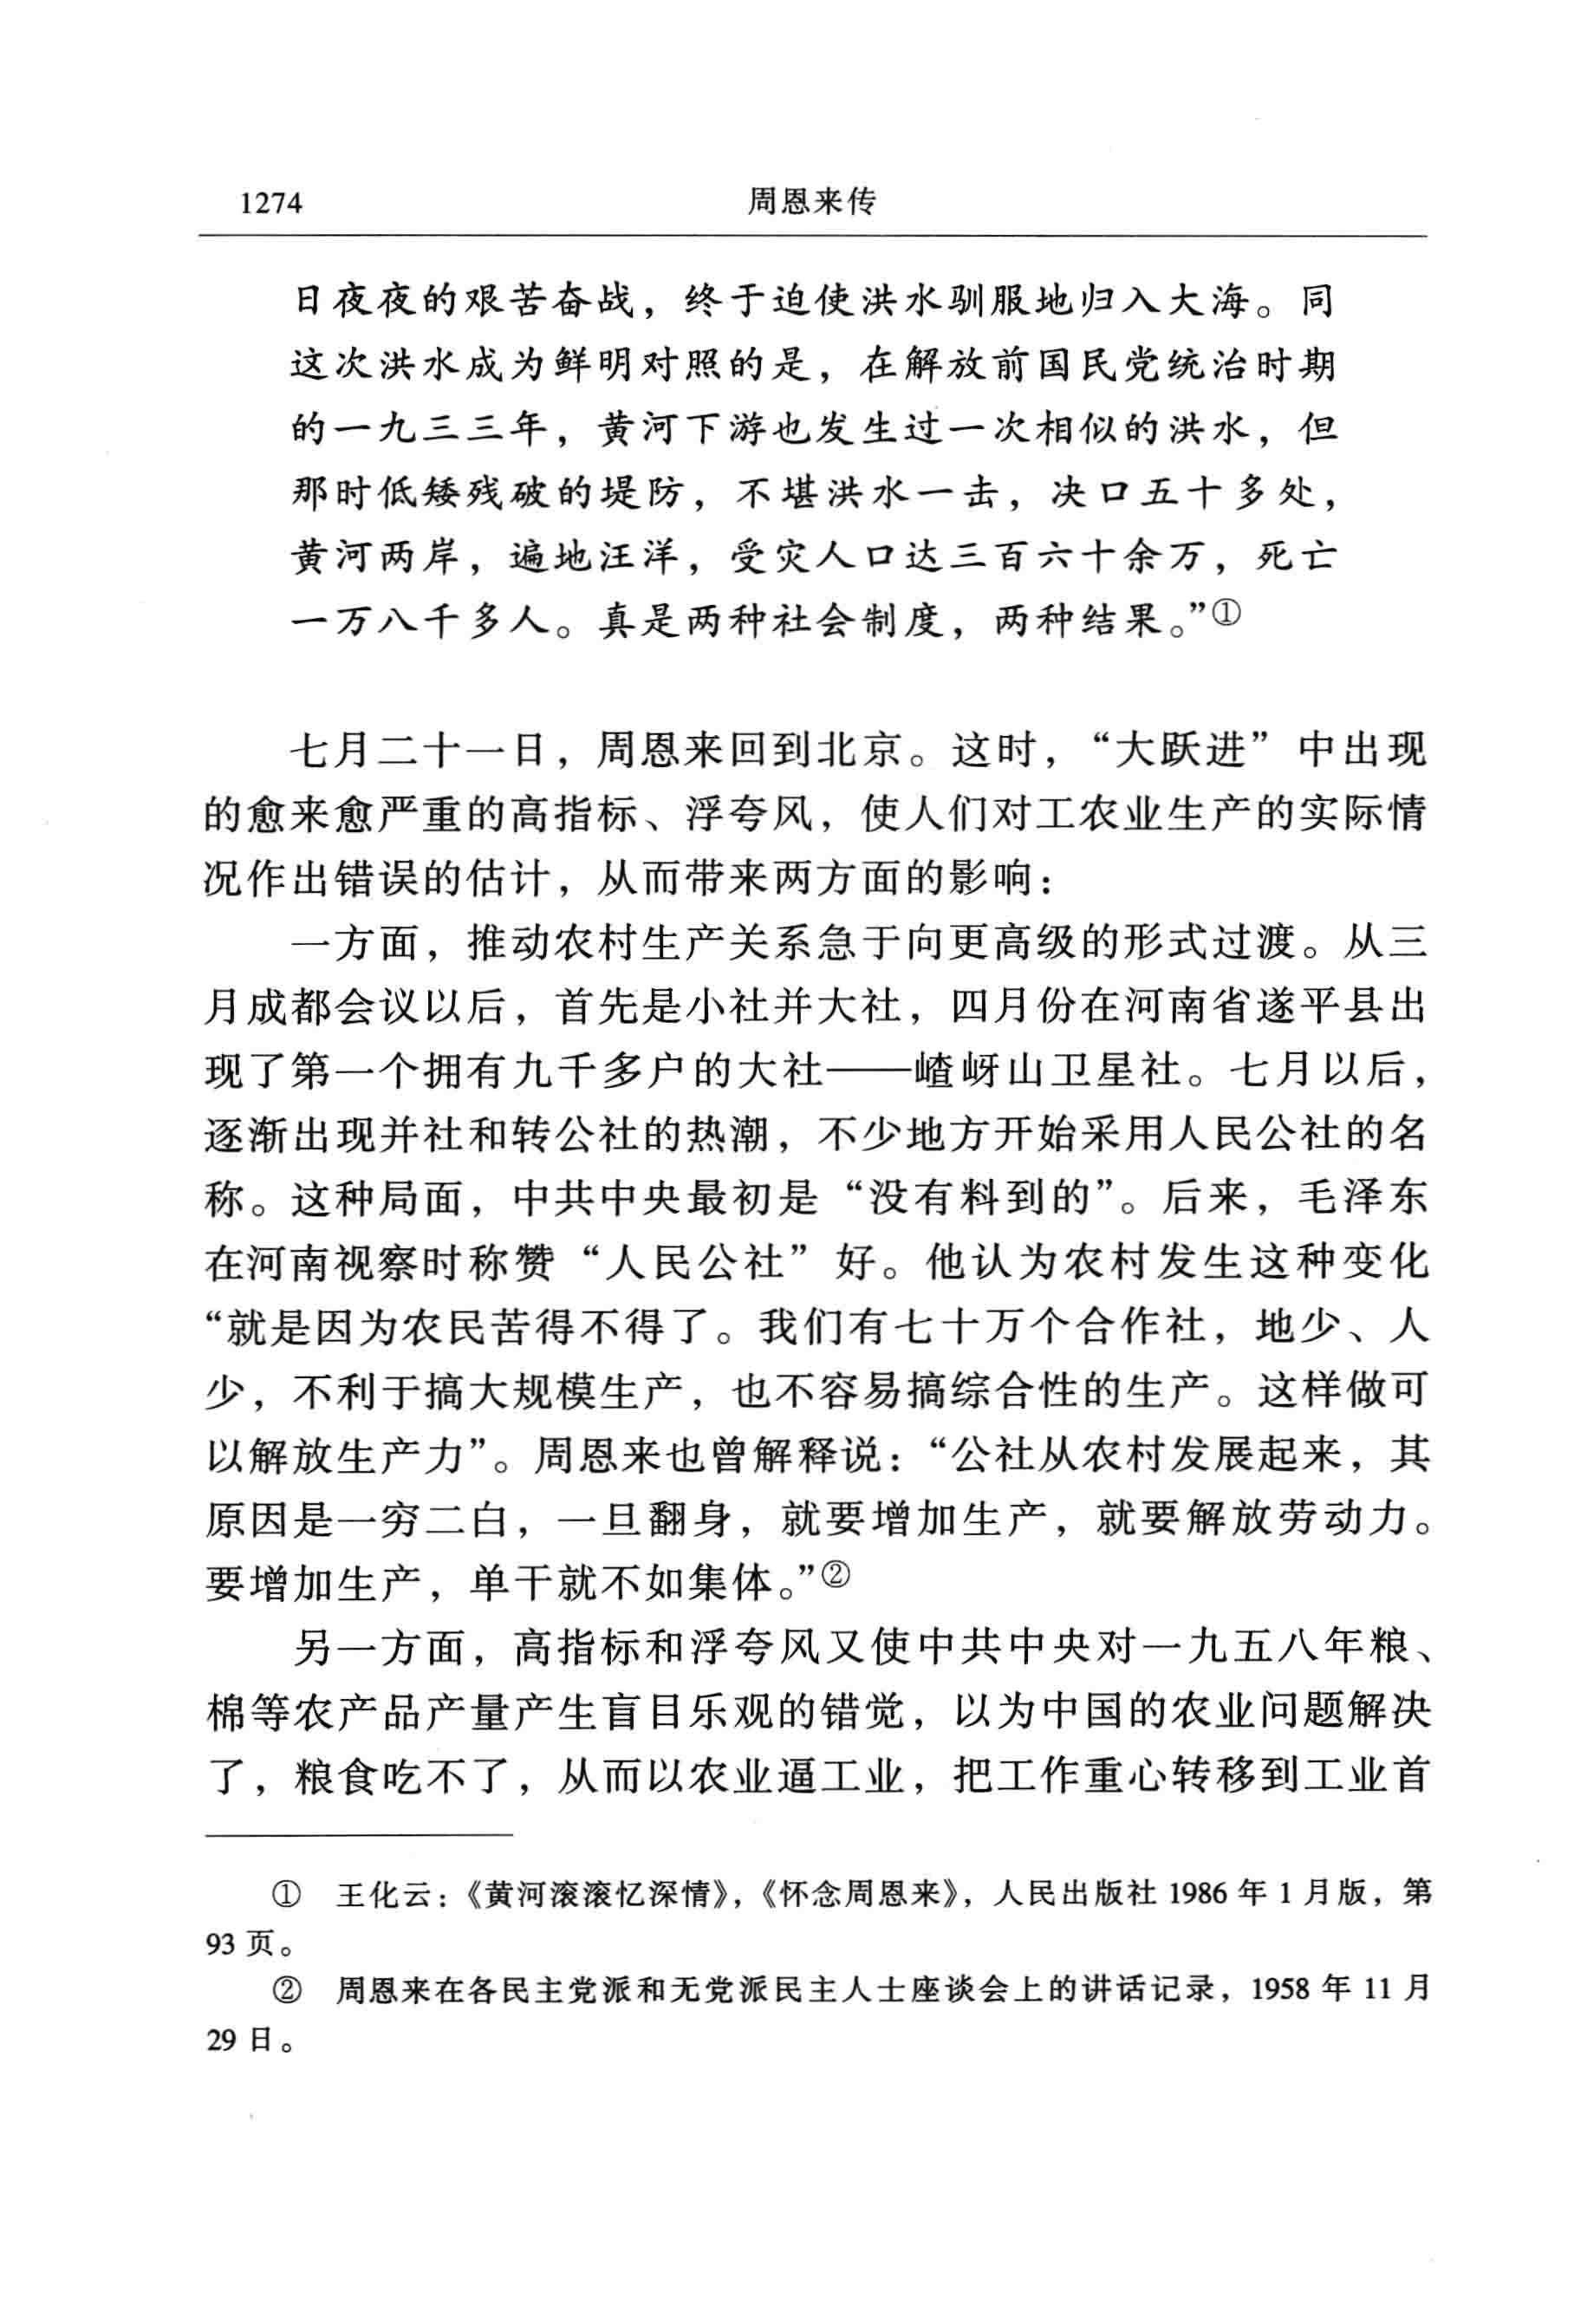 1274
周恩来传
日夜夜的艰苦奋战，终于迫使洪水驯服地归入大海。同
这次洪水成为鲜明对照的是，在解放前国民党统治时期
的一九三三年，黄河下游也发生过一次相似的洪水，但
那时低矮残破的堤防，不堪洪水一击，决口五十多处，
黄河两岸，遍地汪洋，受灾人口达三百六十余万，死亡
一万八千多人。真是两种社会制度，两种结果。”①
七月二十一日，周恩来回到北京。这时，“大跃进”中出现
的愈来愈严重的高指标、浮夸风，使人们对工农业生产的实际情
况作出错误的估计，从而带来两方面的影响：
一方面，推动农村生产关系急于向更高级的形式过渡。从三
月成都会议以后，首先是小社并大社，四月份在河南省遂平县出
现了第一个拥有九千多户的大社——嵖岈山卫星社。七月以后，
逐渐出现并社和转公社的热潮，不少地方开始采用人民公社的名
称。这种局面，中共中央最初是“没有料到的”。后来，毛泽东
在河南视察时称赞“人民公社”好。他认为农村发生这种变化
“就是因为农民苦得不得了。我们有七十万个合作社，地少、人
少，不利于搞大规模生产，也不容易搞综合性的生产。这样做可
以解放生产力”。周恩来也曾解释说：“公社从农村发展起来，其
原因是一穷二白，一旦翻身，就要增加生产，就要解放劳动力。
要增加生产，单干就不如集体。”②
另一方面，高指标和浮夸风又使中共中央对一九五八年粮、
棉等农产品产量产生盲目乐观的错觉，以为中国的农业问题解决
了，粮食吃不了，从而以农业逼工业，把工作重心转移到工业首
① 王化云：《黄河滚滚忆深情》，《怀念周恩来》，人民出版社 1986 年 1 月版，第
93 页。
② 周恩来在各民主党派和无党派民主人士座谈会上的讲话记录，1958 年 11 月
29 日。